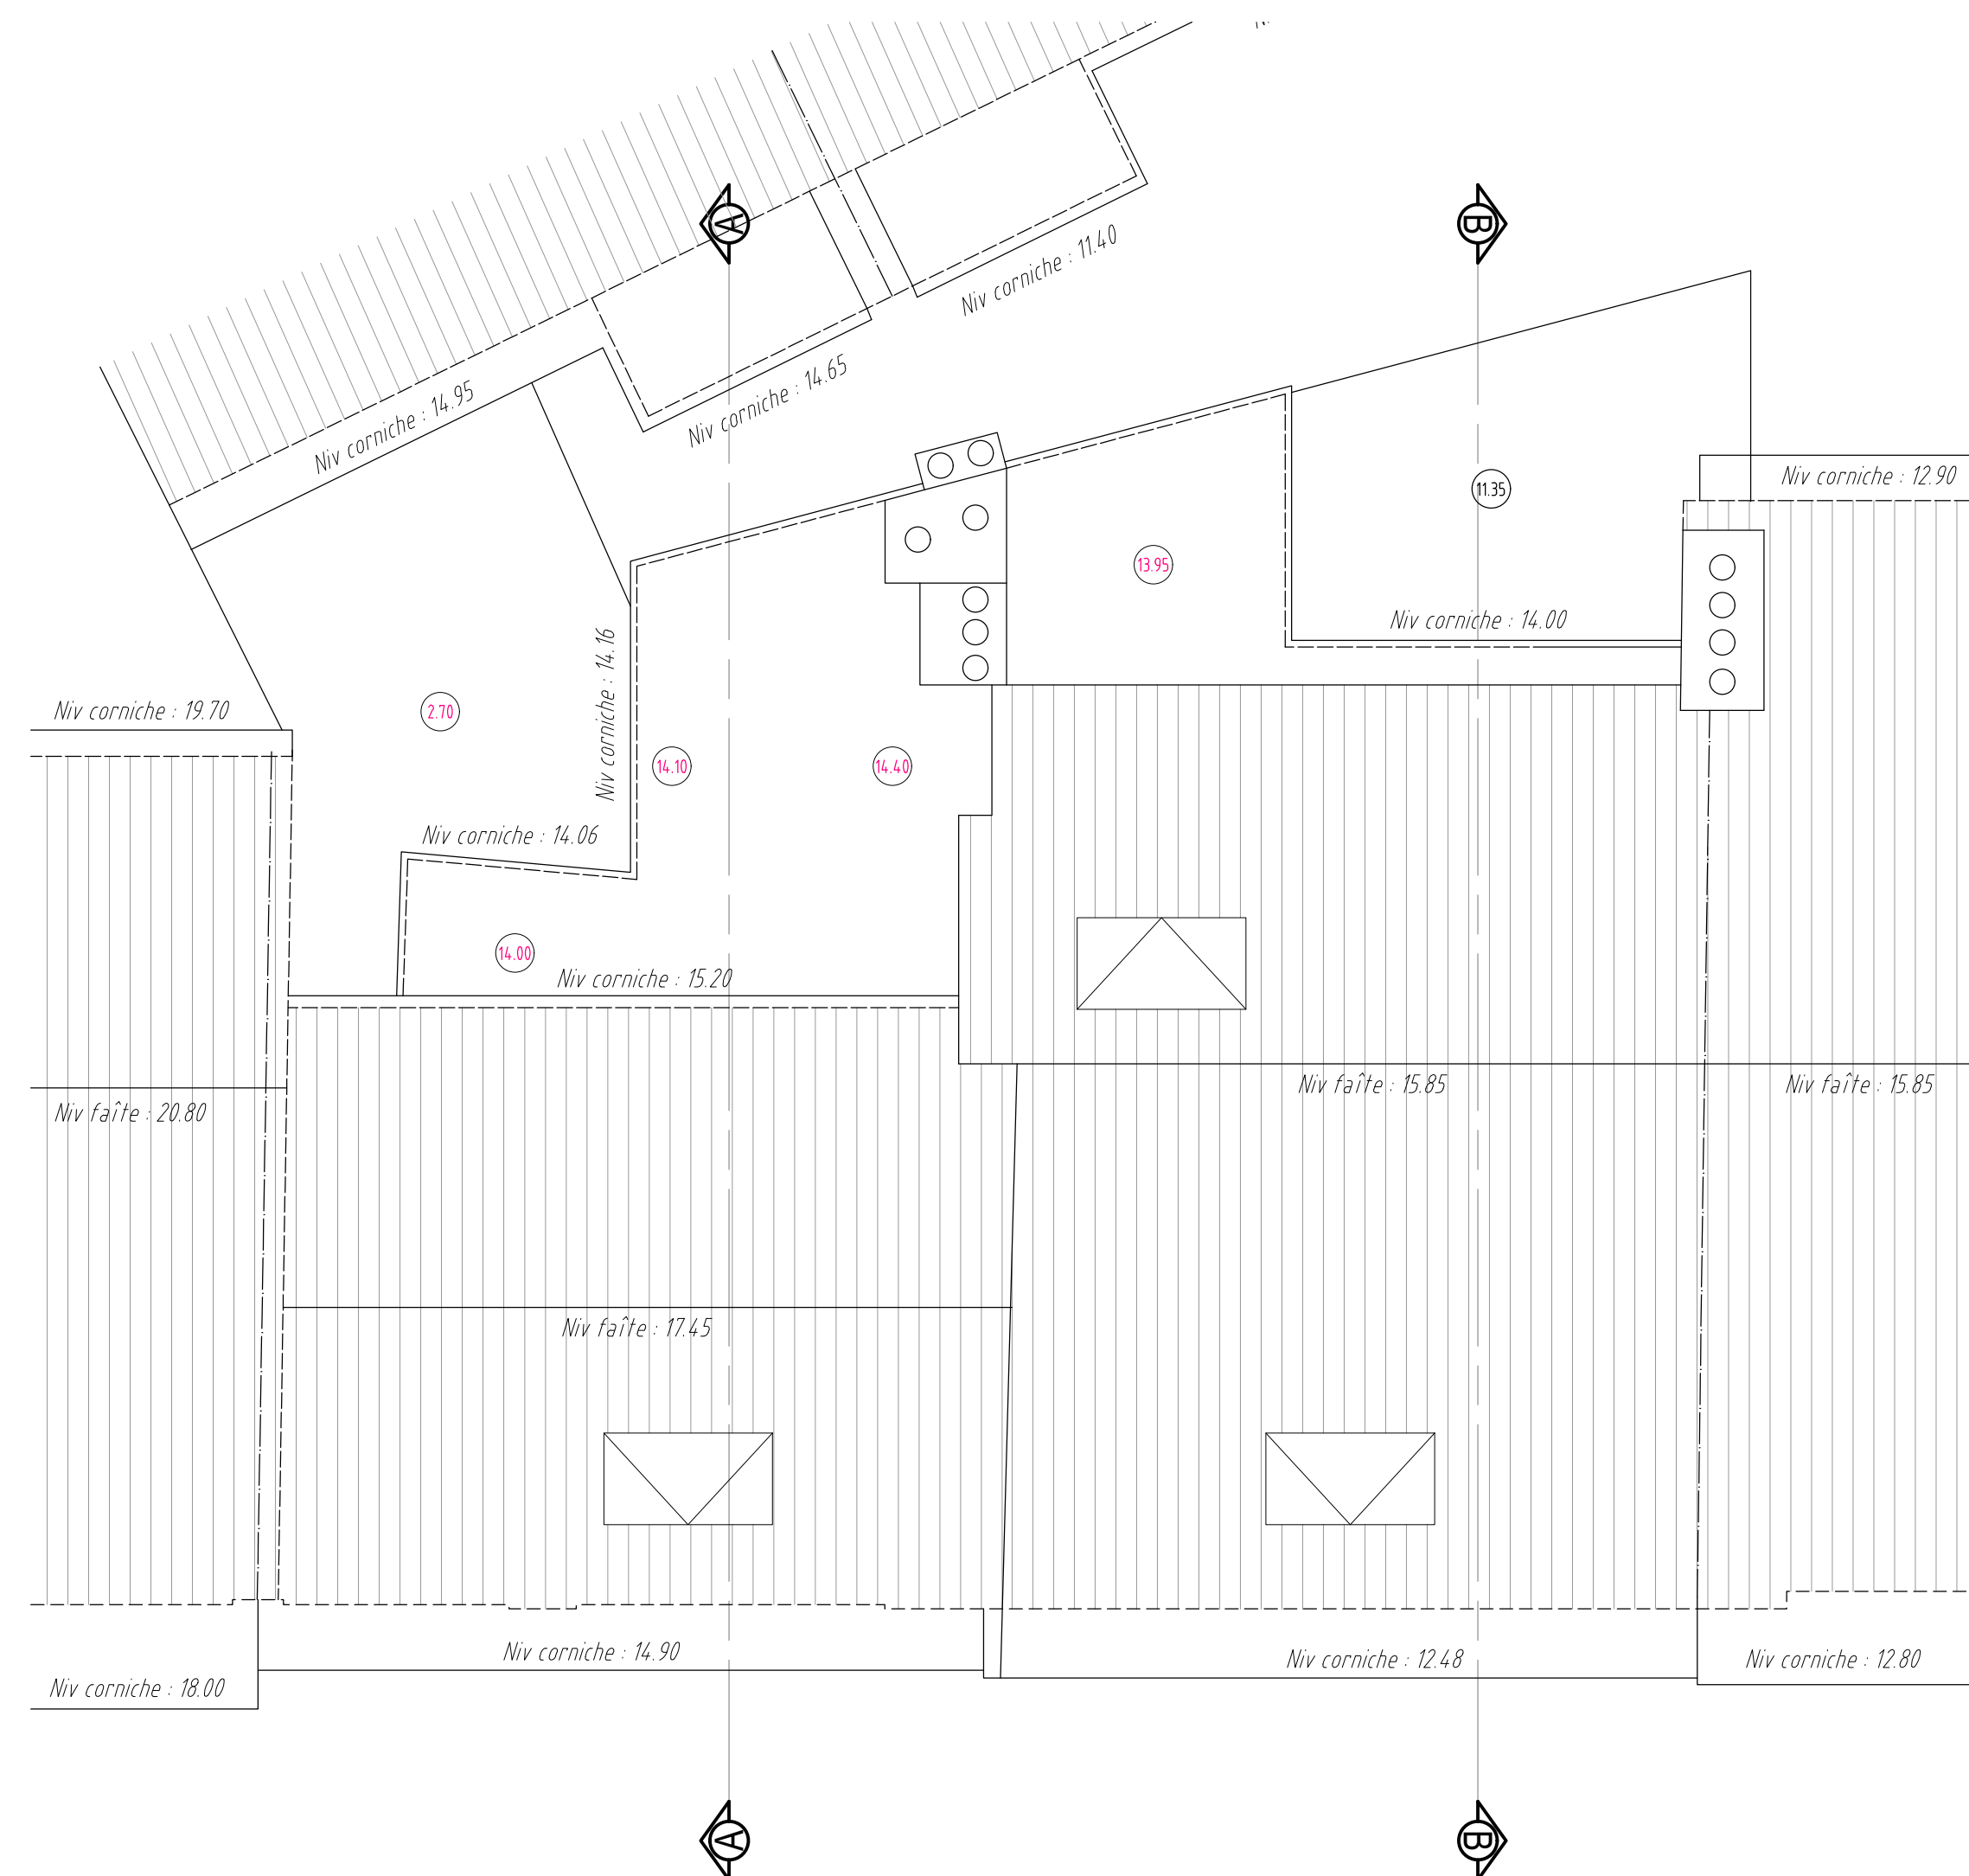 A
B
Niv corniche : 11.40
Niv corniche : 14.65
Niv corniche : 14.95
Niv corniche : 12.90
11.35
13.95
Niv corniche : 14.00
Niv corniche : 14.16
2.70
Niv corniche : 19.70
14.10
14.40
Niv corniche : 14.06
14.00
Niv corniche : 15.20
Niv faîte : 20.80
Niv faîte : 15.85
Niv faîte : 15.85
Niv faîte : 17.45
Niv corniche : 14.90
Niv corniche : 12.48
Niv corniche : 12.80
Niv corniche : 18.00
A
B